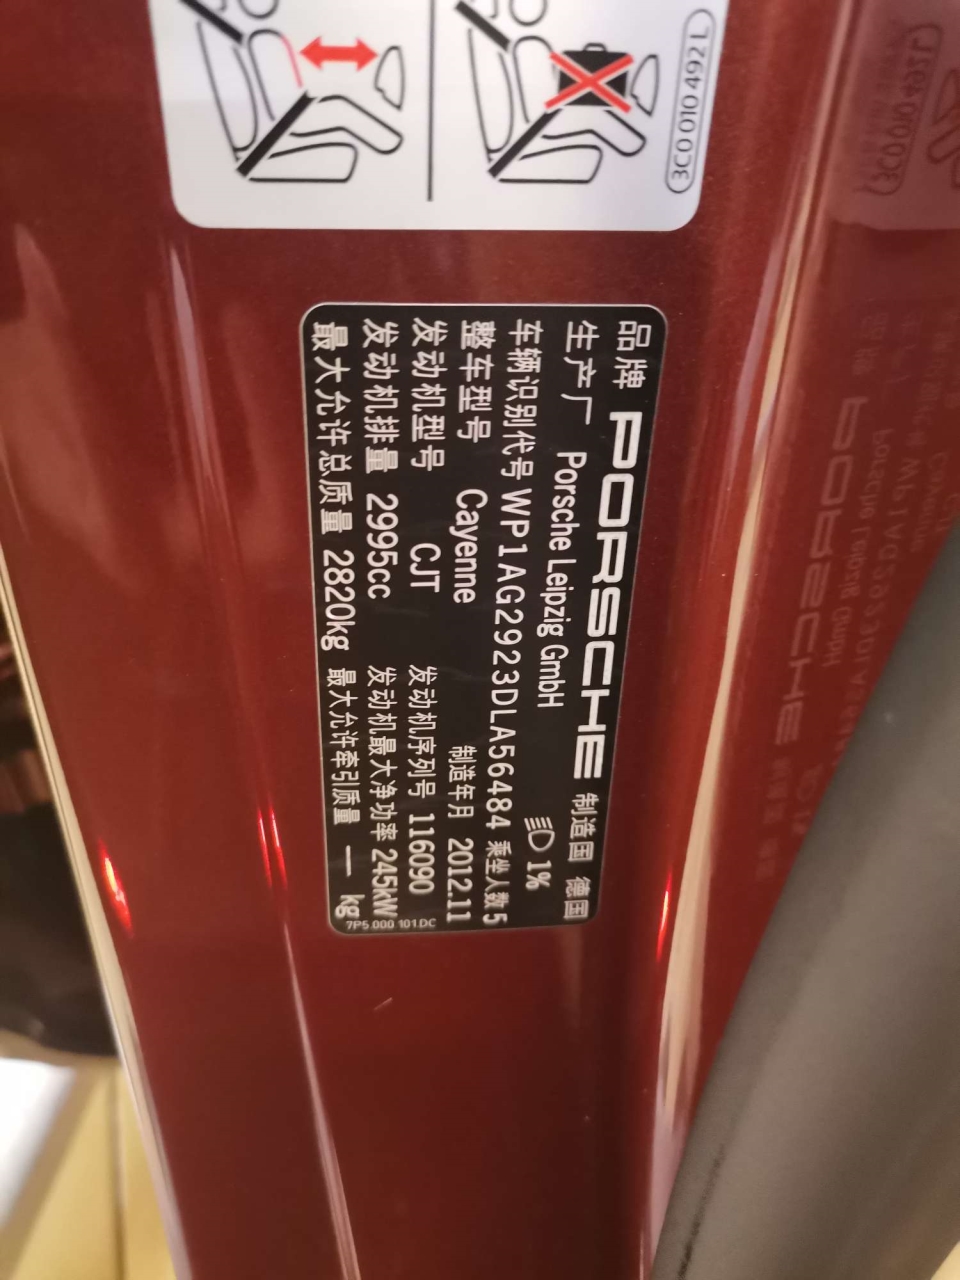 3C0 010 492 L
品牌 PORSCHE 制造国 德国
生产厂 Porsche Leipzig GmbH 1%
车辆识别代号 WP1AG2923DLA56484 乘坐人数 5
整车型号 Cayenne 制造年月 2012.11
发动机型号 CJT 发动机序列号 116090
发动机排量 2995cc 发动机最大净功率 245kW
最大允许总质量 2820kg 最大允许牵引质量 — kg
7P5.000 101.DC